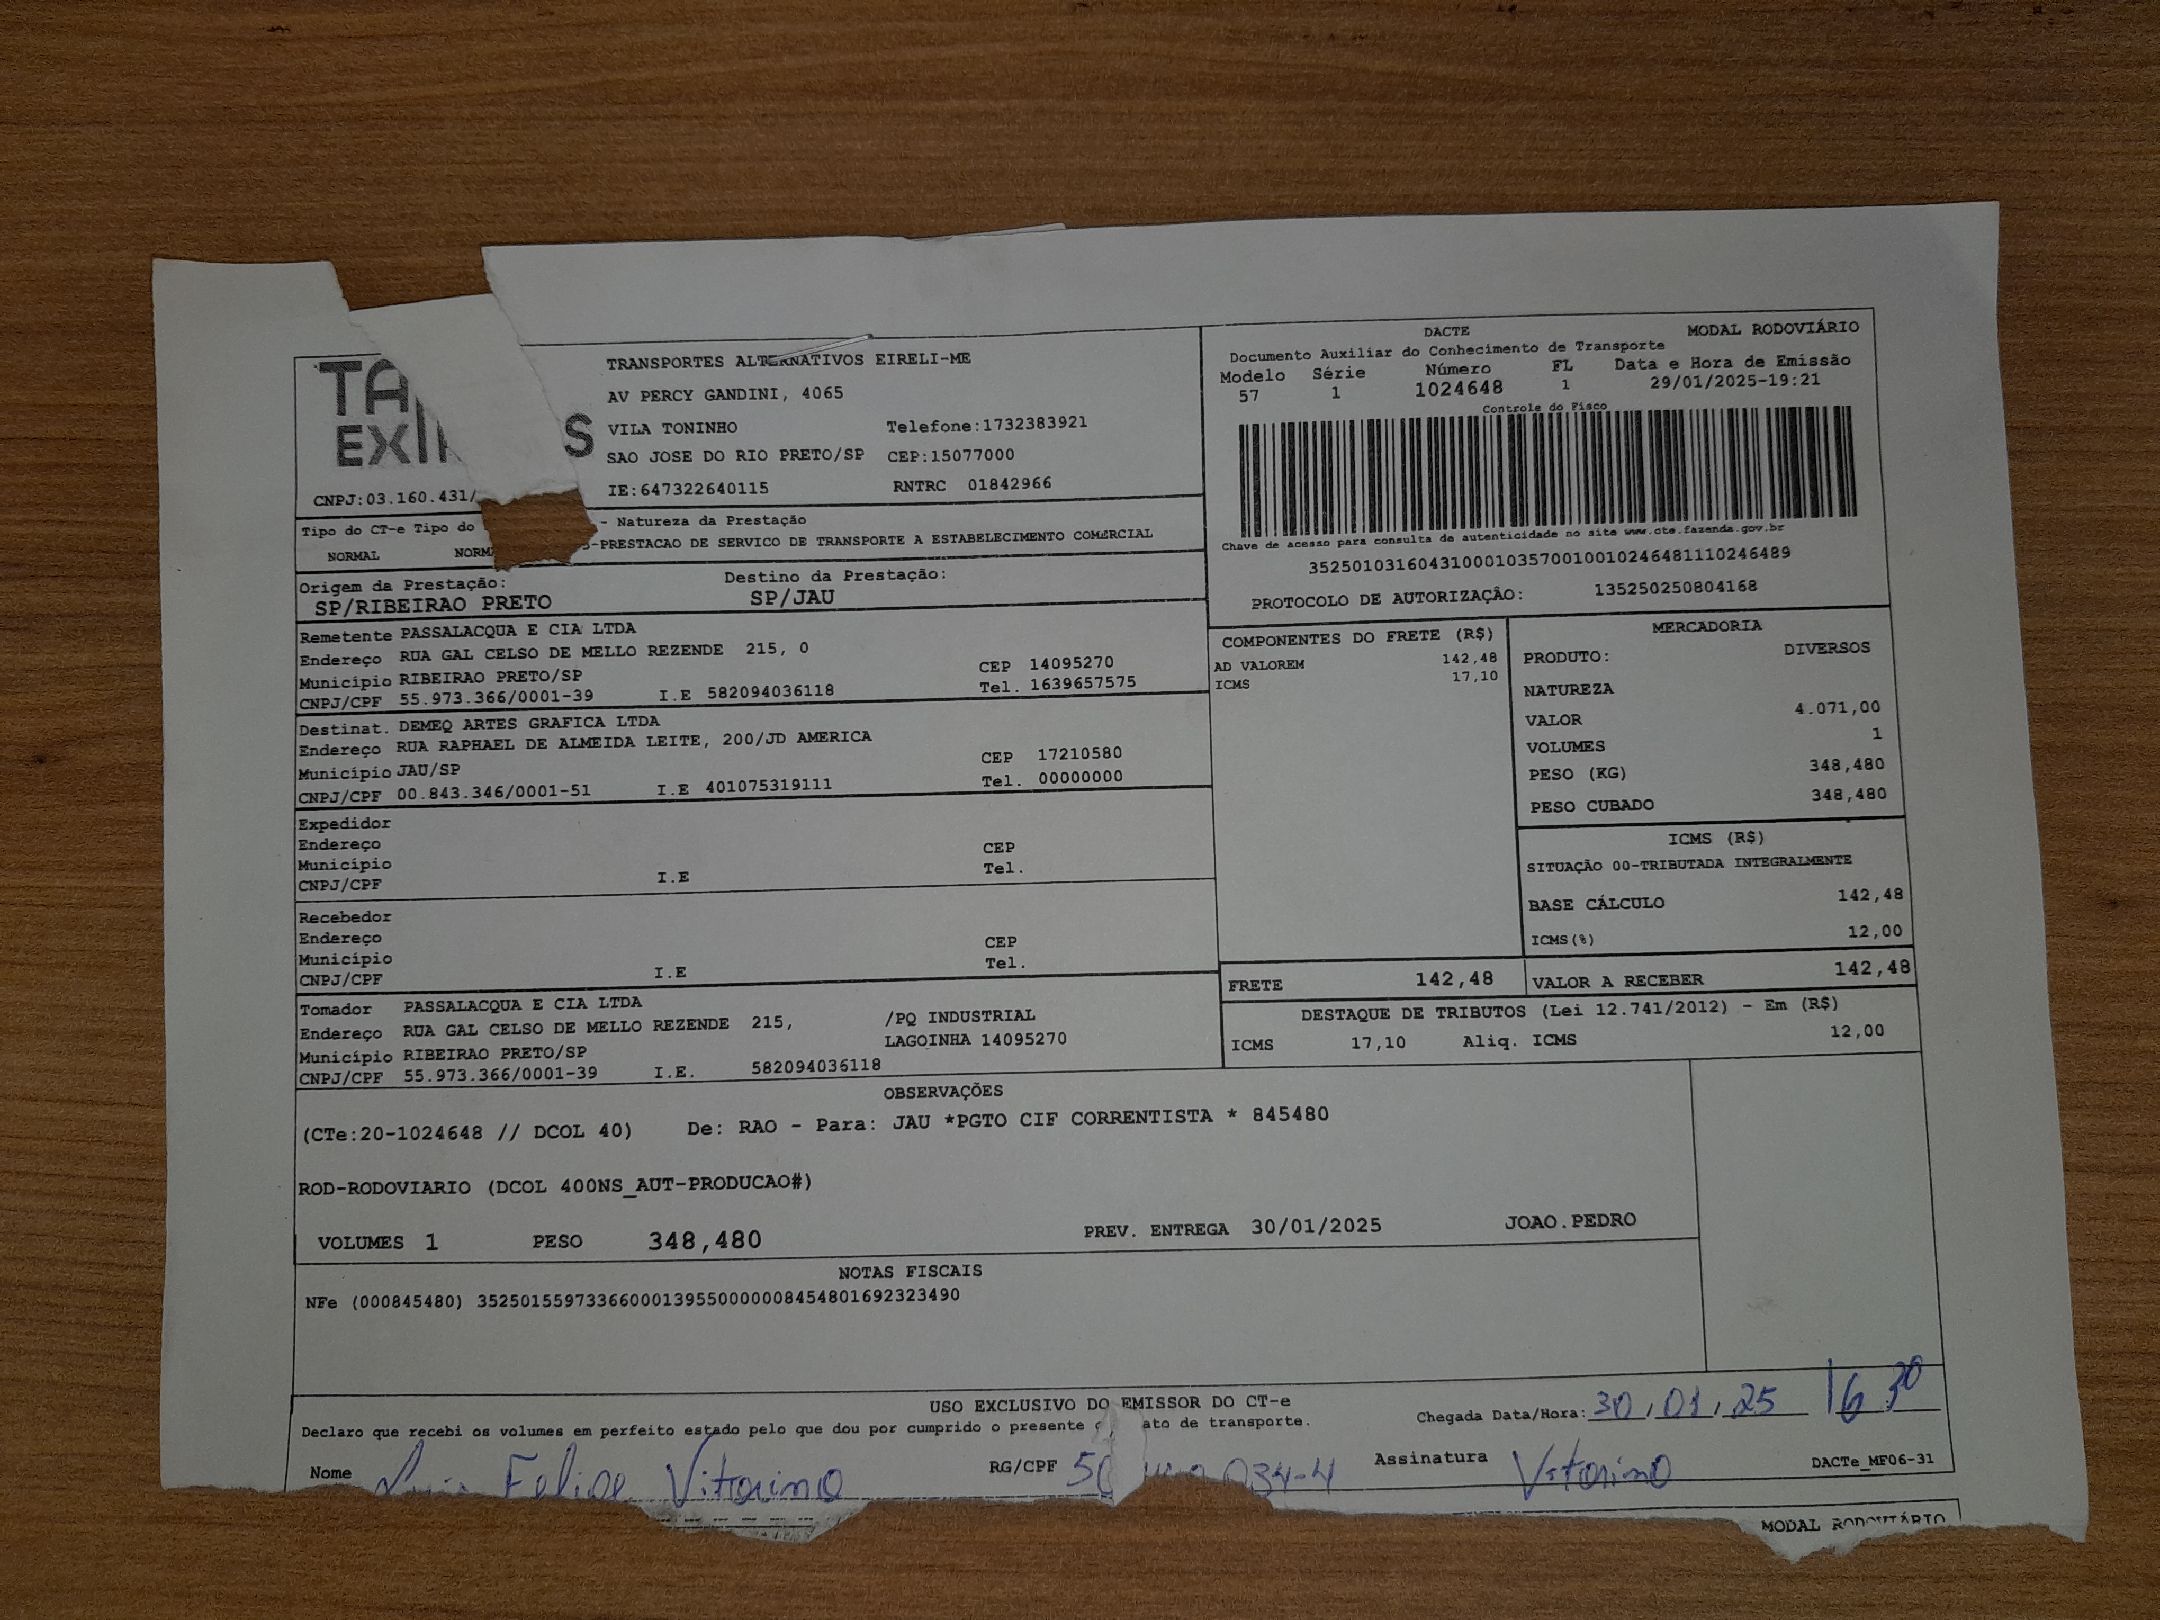 TRANSPORTES ALTERNATIVOS EIRELI-ME
AV PERCY GANDINI, 4065
VILA TONINHO Telefone:1732383921
SAO JOSE DO RIO PRETO/SP CEP:15077000
CNPJ:03.160.431/ IE:647322640115 RNTRC 01842966
DACTE MODAL RODOVIÁRIO
Documento Auxiliar do Conhecimento de Transporte
Modelo Série Número FL Data e Hora de Emissão
57 1 1024648 1 29/01/2025-19:21
Controle do Fisco
Chave de acesso para consulta de autenticidade no site www.cte.fazenda.gov.br
35250103160431000103570010010246481110246489
PROTOCOLO DE AUTORIZAÇÃO: 135250250804168
Tipo do CT-e Tipo do - Natureza da Prestação
NORMAL -PRESTACAO DE SERVICO DE TRANSPORTE A ESTABELECIMENTO COMERCIAL
Origem da Prestação: Destino da Prestação:
SP/RIBEIRAO PRETO SP/JAU
Remetente PASSALACQUA E CIA LTDA
Endereço RUA GAL CELSO DE MELLO REZENDE 215, 0
Município RIBEIRAO PRETO/SP CEP 14095270
CNPJ/CPF 55.973.366/0001-39 I.E 582094036118 Tel. 1639657575
Destinat. DEMEQ ARTES GRAFICA LTDA
Endereço RUA RAPHAEL DE ALMEIDA LEITE, 200/JD AMERICA
Município JAU/SP CEP 17210580
CNPJ/CPF 00.843.346/0001-51 I.E 401075319111 Tel. 00000000
Expedidor
Endereço CEP
Município Tel.
CNPJ/CPF I.E
Recebedor
Endereço CEP
Município Tel.
CNPJ/CPF I.E
Tomador PASSALACQUA E CIA LTDA
Endereço RUA GAL CELSO DE MELLO REZENDE 215, /PQ INDUSTRIAL
Município RIBEIRAO PRETO/SP LAGOINHA 14095270
CNPJ/CPF 55.973.366/0001-39 I.E. 582094036118
COMPONENTES DO FRETE (R$)
AD VALOREM 142,48
ICMS 17,10
MERCADORIA
PRODUTO: DIVERSOS
NATUREZA
VALOR 4.071,00
VOLUMES 1
PESO (KG) 348,480
PESO CUBADO 348,480
ICMS (R$)
SITUAÇÃO 00-TRIBUTADA INTEGRALMENTE
BASE CÁLCULO 142,48
ICMS(%) 12,00
FRETE 142,48 VALOR A RECEBER 142,48
DESTAQUE DE TRIBUTOS (Lei 12.741/2012) - Em (R$)
ICMS 17,10 Aliq. ICMS 12,00
OBSERVAÇÕES
(CTe:20-1024648 // DCOL 40) De: RAO - Para: JAU *PGTO CIF CORRENTISTA * 845480
ROD-RODOVIARIO (DCOL 400NS_AUT-PRODUCAO#)
VOLUMES 1 PESO 348,480 PREV. ENTREGA 30/01/2025 JOAO.PEDRO
NOTAS FISCAIS
NFe (000845480) 35250155973366000139550000008454801692323490
USO EXCLUSIVO DO EMISSOR DO CT-e
Declaro que recebi os volumes em perfeito estado pelo que dou por cumprido o presente ato de transporte. Chegada Data/Hora: 30/01/25 16 30
Nome Felipe Vitorino RG/CPF 034-4 Assinatura Vitorino DACTe_MF06-31
MODAL RODOVIÁRIO